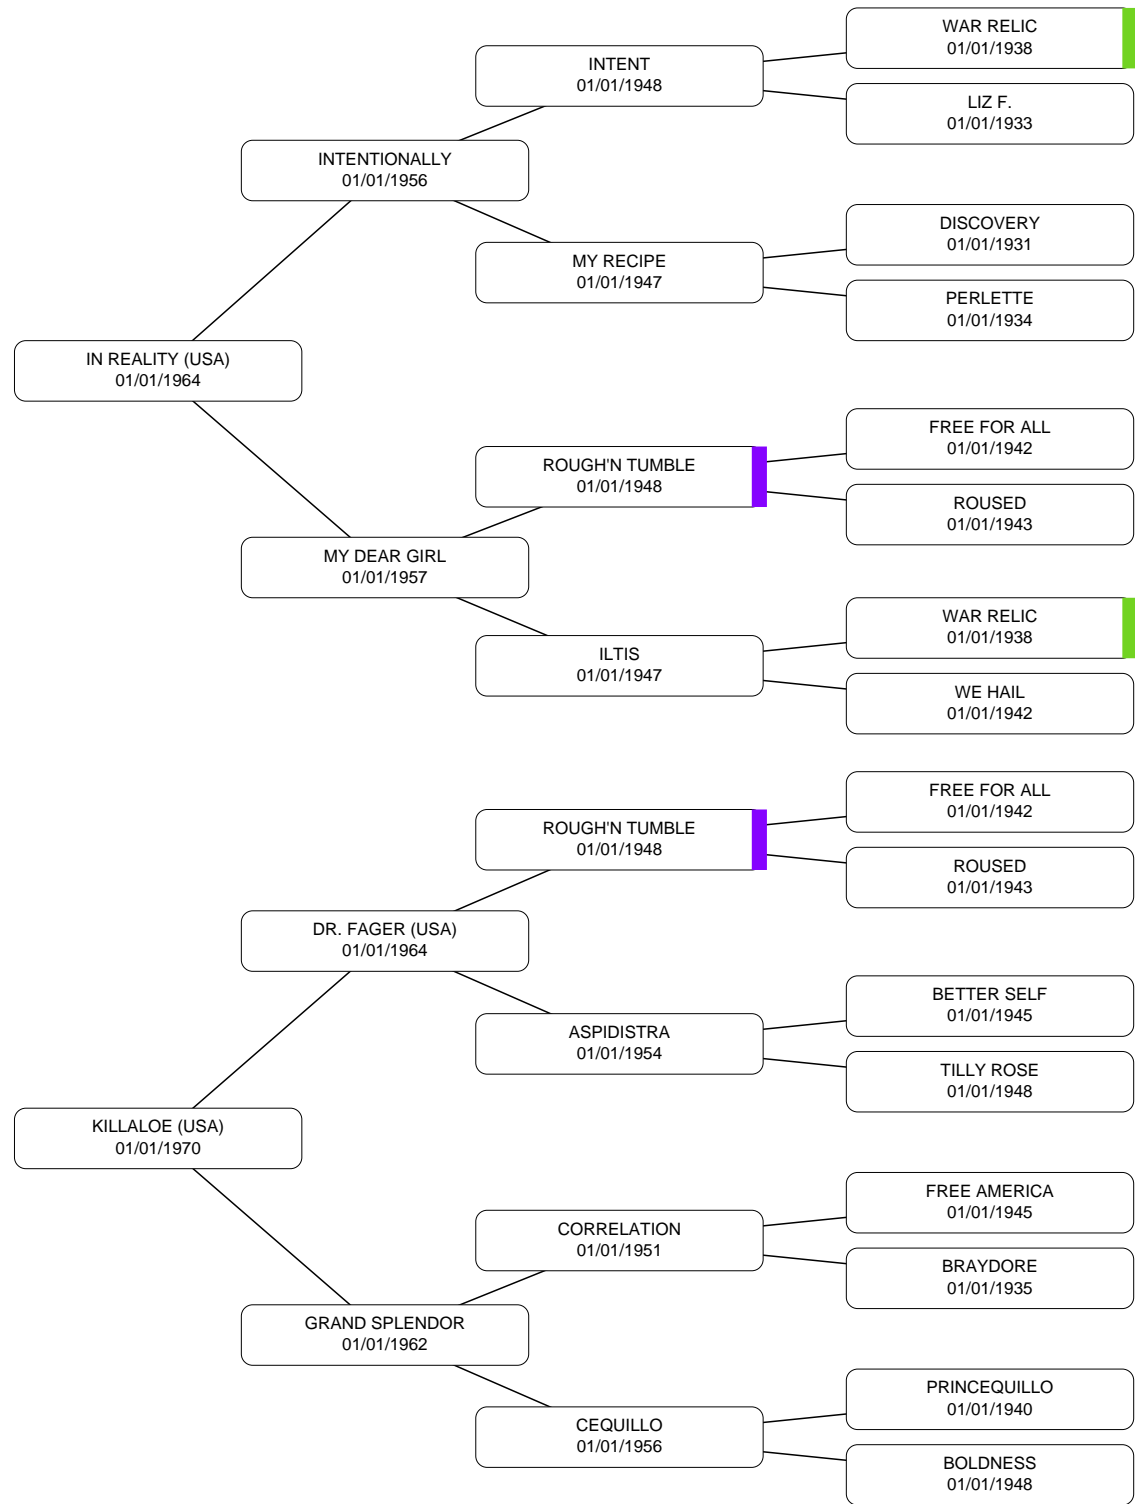 WAR RELIC
01/01/1938
INTENT
01/01/1948
LIZ F.
01/01/1933
INTENTIONALLY
01/01/1956
DISCOVERY
01/01/1931
MY RECIPE
01/01/1947
PERLETTE
01/01/1934
IN REALITY (USA)
01/01/1964
FREE FOR ALL
01/01/1942
ROUGH'N TUMBLE
01/01/1948
ROUSED
01/01/1943
MY DEAR GIRL
01/01/1957
WAR RELIC
01/01/1938
ILTIS
01/01/1947
WE HAIL
01/01/1942
FREE FOR ALL
01/01/1942
ROUGH'N TUMBLE
01/01/1948
ROUSED
01/01/1943
DR. FAGER (USA)
01/01/1964
BETTER SELF
01/01/1945
ASPIDISTRA
01/01/1954
TILLY ROSE
01/01/1948
KILLALOE (USA)
01/01/1970
FREE AMERICA
01/01/1945
CORRELATION
01/01/1951
BRAYDORE
01/01/1935
GRAND SPLENDOR
01/01/1962
PRINCEQUILLO
01/01/1940
CEQUILLO
01/01/1956
BOLDNESS
01/01/1948